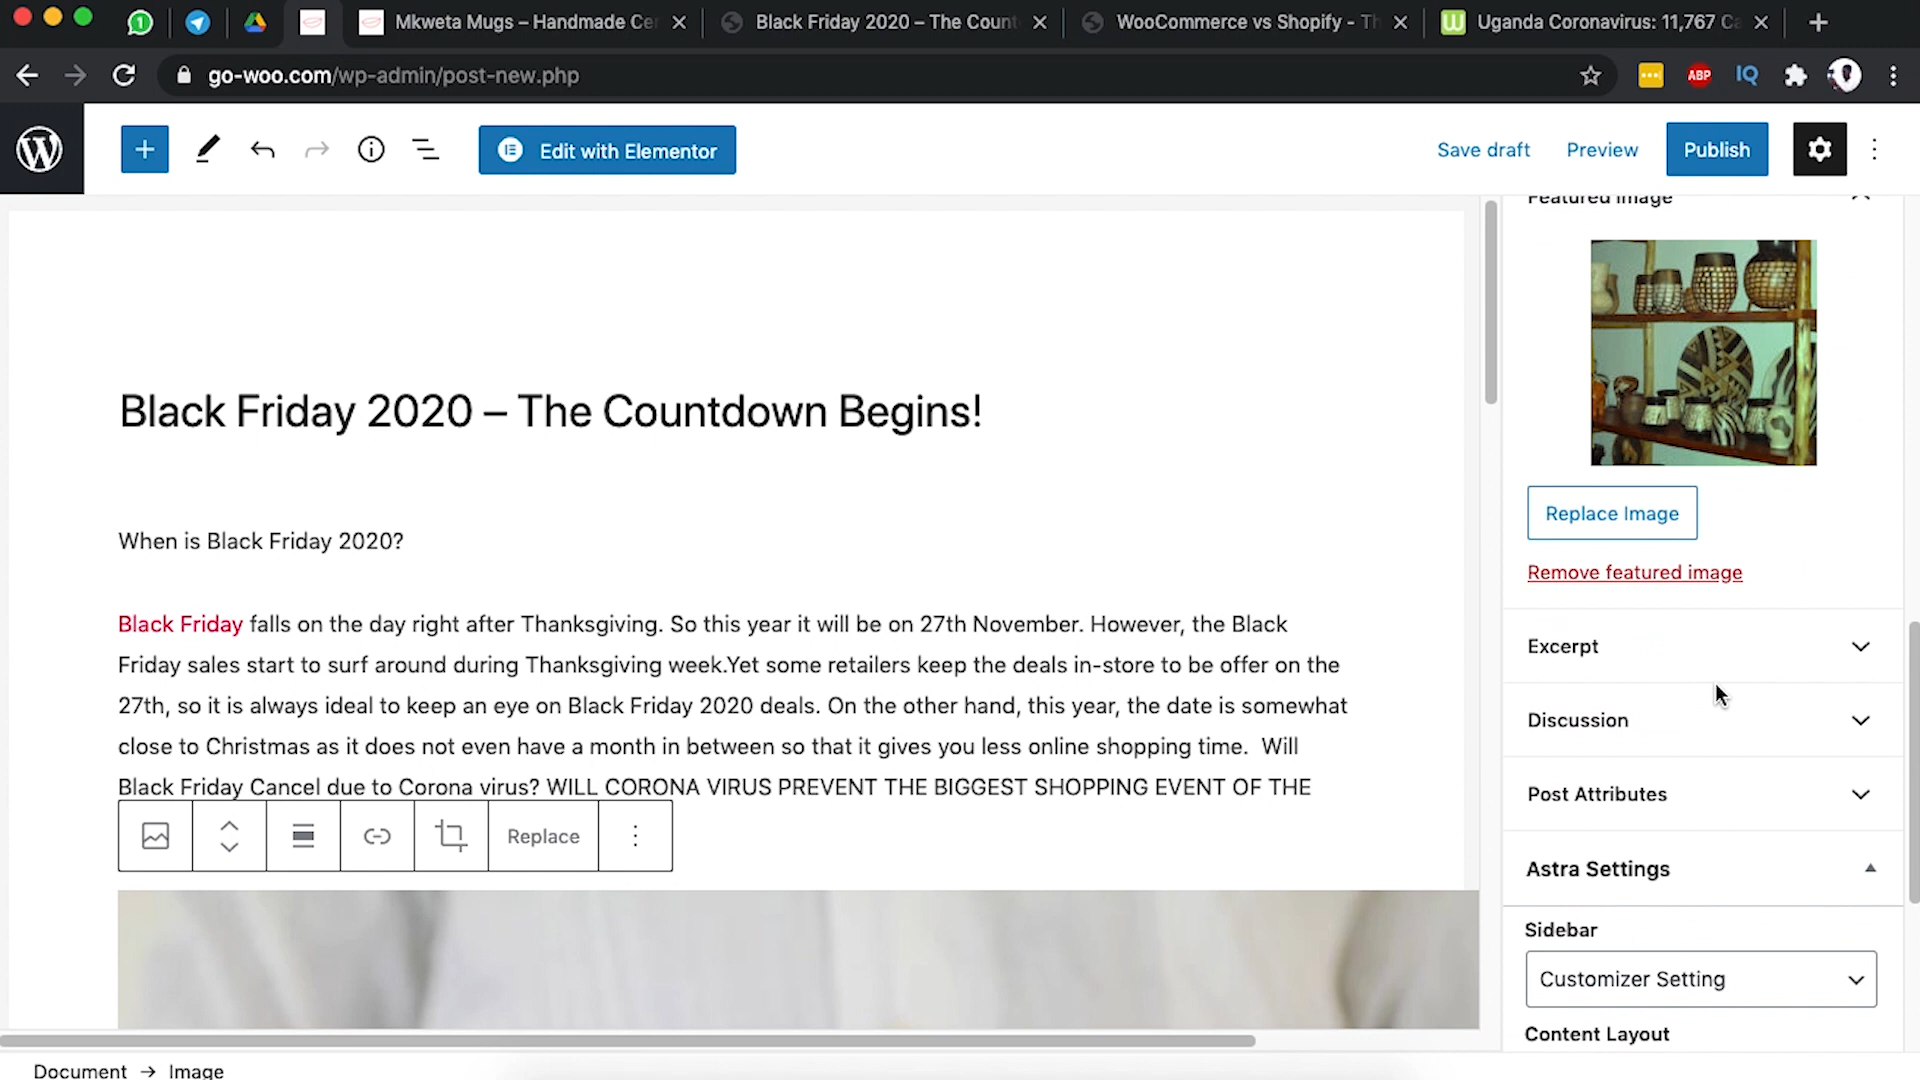 Mkweta Mugs – Handmade Cer
Black Friday 2020 – The Count
WooCommerce vs Shopify - Th
Uganda Coronavirus: 11,767 Ca
go-woo.com/wp-admin/post-new.php
ABP
IQ
Edit with Elementor
Save draft
Preview
Publish
Featured image
Black Friday 2020 – The Countdown Begins!
When is Black Friday 2020?
Black Friday falls on the day right after Thanksgiving. So this year it will be on 27th November. However, the Black
Friday sales start to surf around during Thanksgiving week.Yet some retailers keep the deals in-store to be offer on the
27th, so it is always ideal to keep an eye on Black Friday 2020 deals. On the other hand, this year, the date is somewhat
close to Christmas as it does not even have a month in between so that it gives you less online shopping time.  Will
Black Friday Cancel due to Corona virus? WILL CORONA VIRUS PREVENT THE BIGGEST SHOPPING EVENT OF THE
Replace
Replace Image
Remove featured image
Excerpt
Discussion
Post Attributes
Astra Settings
Sidebar
Customizer Setting
Content Layout
Document → Image